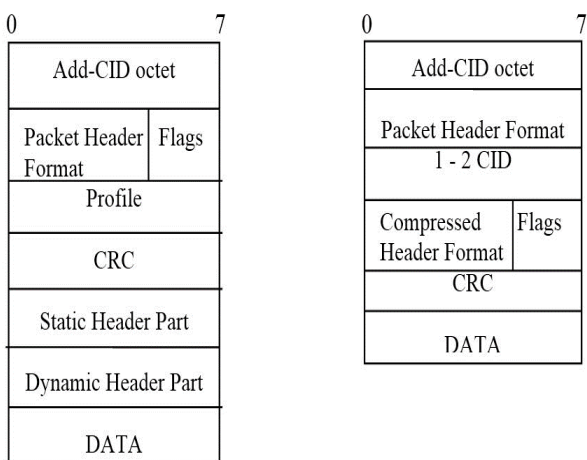 0 7
Add-CID octet
Packet Header
Format
Flags
Profile
CRC
Static Header Part
Dynamic Header Part
DATA
0 7
Add-CID octet
Packet Header Format
1 - 2 CID
Compressed
Header Format
Flags
CRC
DATA